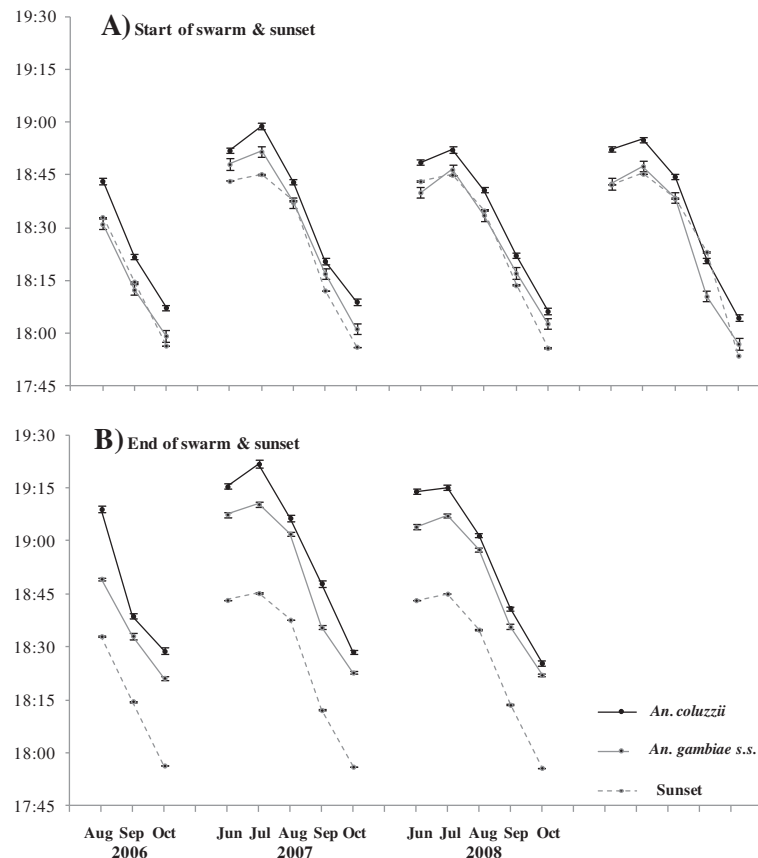 A) Start of swarm & sunset
19:30
19:15
19:00
18:45
18:30
18:15
18:00
17:45
B) End of swarm & sunset
19:30
19:15
19:00
18:45
18:30
18:15
18:00
17:45
An. coluzzii
An. gambiae s.s.
Sunset
Aug Sep Oct Jun Jul Aug Sep Oct Jun Jul Aug Sep Oct
2006 2007 2008